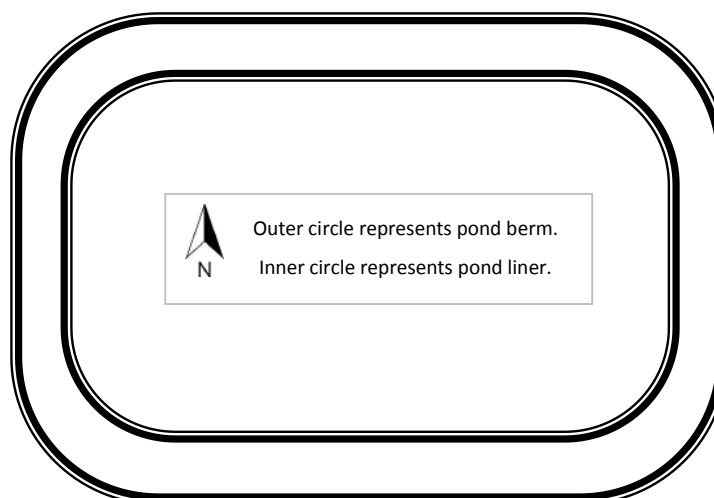 Outer circle represents pond berm.
Inner circle represents pond liner.
N